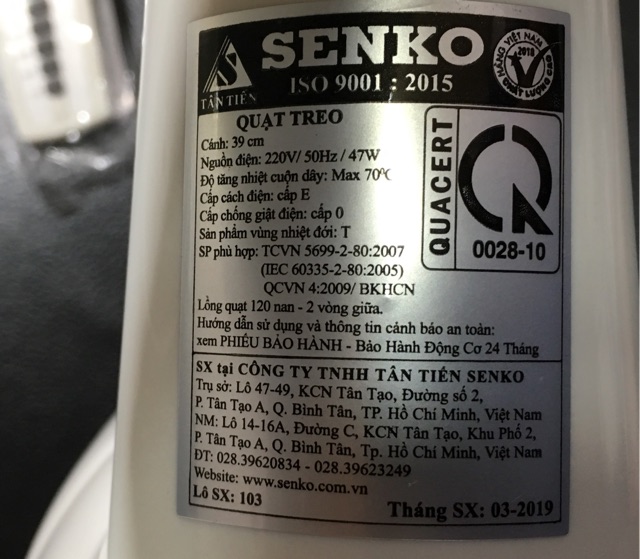 SENKO
TÂN TIẾN
ISO 9001 : 2015
HÀNG VIỆT NAM
2018
CHẤT LƯỢNG CAO
QUẠT TREO
Cánh: 39 cm
Nguồn điện: 220V/ 50Hz / 47W
Độ tăng nhiệt cuộn dây: Max 70°C
Cấp cách điện: cấp E
Cấp chống giật điện: cấp 0
Sản phẩm vùng nhiệt đới: T
SP phù hợp: TCVN 5699-2-80:2007
(IEC 60335-2-80:2005)
QCVN 4:2009/ BKHCN
QUACERT
0028-10
Lồng quạt 120 nan - 2 vòng giữa.
Hướng dẫn sử dụng và thông tin cảnh báo an toàn:
xem PHIẾU BẢO HÀNH - Bảo Hành Động Cơ 24 Tháng
SX tại CÔNG TY TNHH TÂN TIẾN SENKO
Trụ sở: Lô 47-49, KCN Tân Tạo, Đường số 2,
P. Tân Tạo A, Q. Bình Tân, TP. Hồ Chí Minh, Việt Nam
NM: Lô 14-16A, Đường C, KCN Tân Tạo, Khu Phố 2,
P. Tân Tạo A, Q. Bình Tân, Tp. Hồ Chí Minh, Việt Nam
ĐT: 028.39620834 - 028.39623249
Website: www.senko.com.vn
Lô SX: 103
Tháng SX: 03-2019